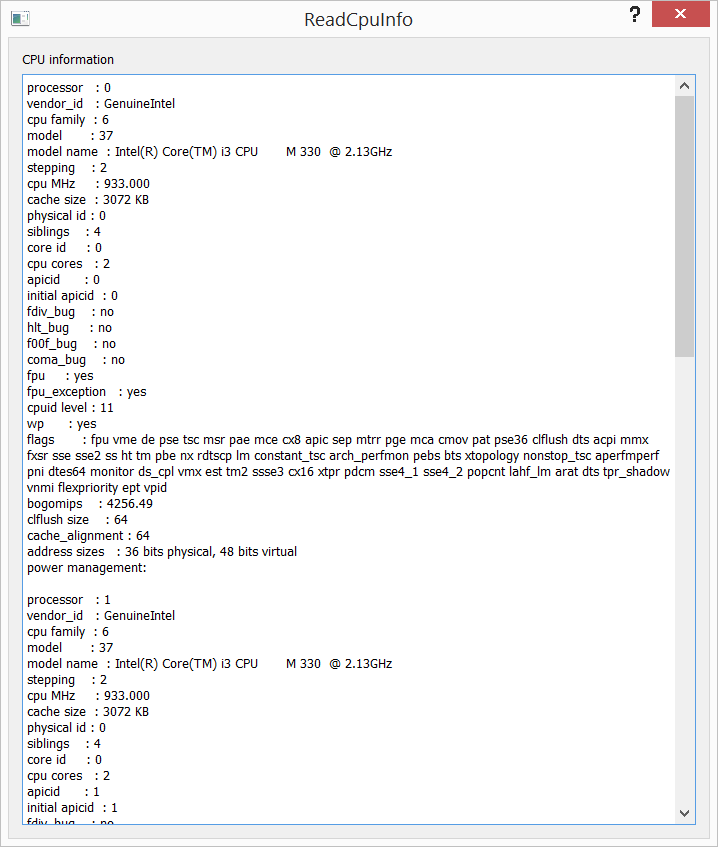 ReadCpuInfo
?
CPU information
processor : 0
vendor_id : GenuineIntel
cpu family : 6
model : 37
model name : Intel(R) Core(TM) i3 CPU M 330 @ 2.13GHz
stepping : 2
cpu MHz : 933.000
cache size : 3072 KB
physical id : 0
siblings : 4
core id : 0
cpu cores : 2
apicid : 0
initial apicid : 0
fdiv_bug : no
hlt_bug : no
f00f_bug : no
coma_bug : no
fpu : yes
fpu_exception : yes
cpuid level : 11
wp : yes
flags : fpu vme de pse tsc msr pae mce cx8 apic sep mtrr pge mca cmov pat pse36 clflush dts acpi mmx
fxsr sse sse2 ss ht tm pbe nx rdtscp lm constant_tsc arch_perfmon pebs bts xtopology nonstop_tsc aperfmperf
pni dtes64 monitor ds_cpl vmx est tm2 ssse3 cx16 xtpr pdcm sse4_1 sse4_2 popcnt lahf_lm arat dts tpr_shadow
vnmi flexpriority ept vpid
bogomips : 4256.49
clflush size : 64
cache_alignment : 64
address sizes : 36 bits physical, 48 bits virtual
power management:
processor : 1
vendor_id : GenuineIntel
cpu family : 6
model : 37
model name : Intel(R) Core(TM) i3 CPU M 330 @ 2.13GHz
stepping : 2
cpu MHz : 933.000
cache size : 3072 KB
physical id : 0
siblings : 4
core id : 0
cpu cores : 2
apicid : 1
initial apicid : 1
fdiv_bug : no